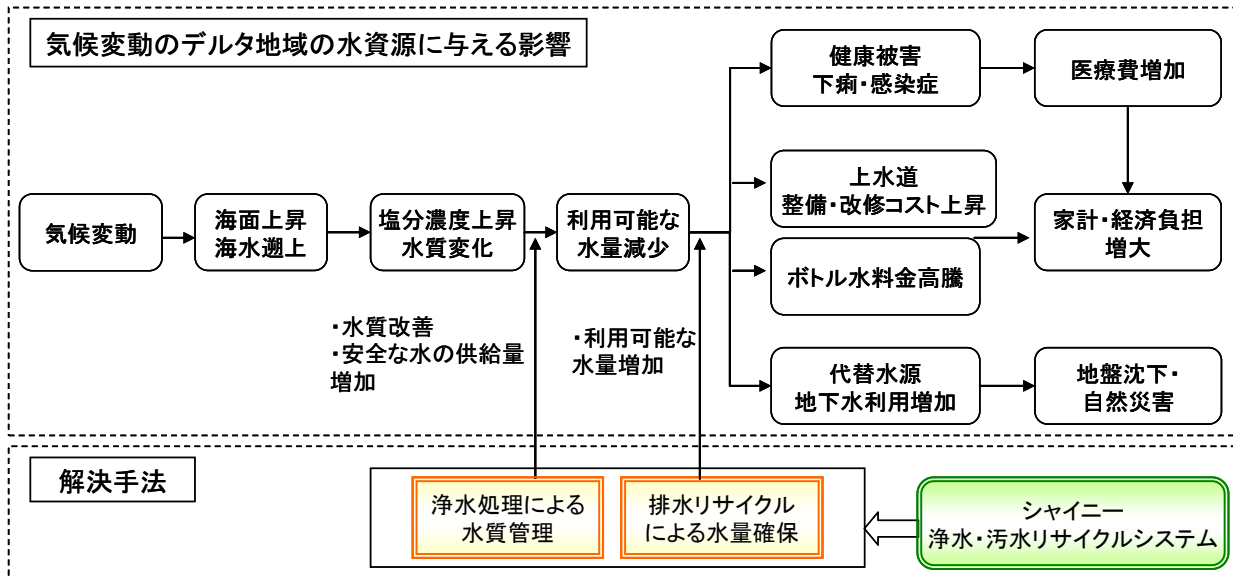 気候変動のデルタ地域の水資源に与える影響
気候変動
海面上昇
海水遡上
塩分濃度上昇
水質変化
利用可能な
水量減少
健康被害
下痢・感染症
医療費増加
上水道
整備・改修コスト上昇
ボトル水料金高騰
家計・経済負担
増大
代替水源
地下水利用増加
地盤沈下・
自然災害
・水質改善
・安全な水の供給量
増加
・利用可能な
水量増加
解決手法
浄水処理による
水質管理
排水リサイクル
による水量確保
シャイニー
浄水・汚水リサイクルシステム